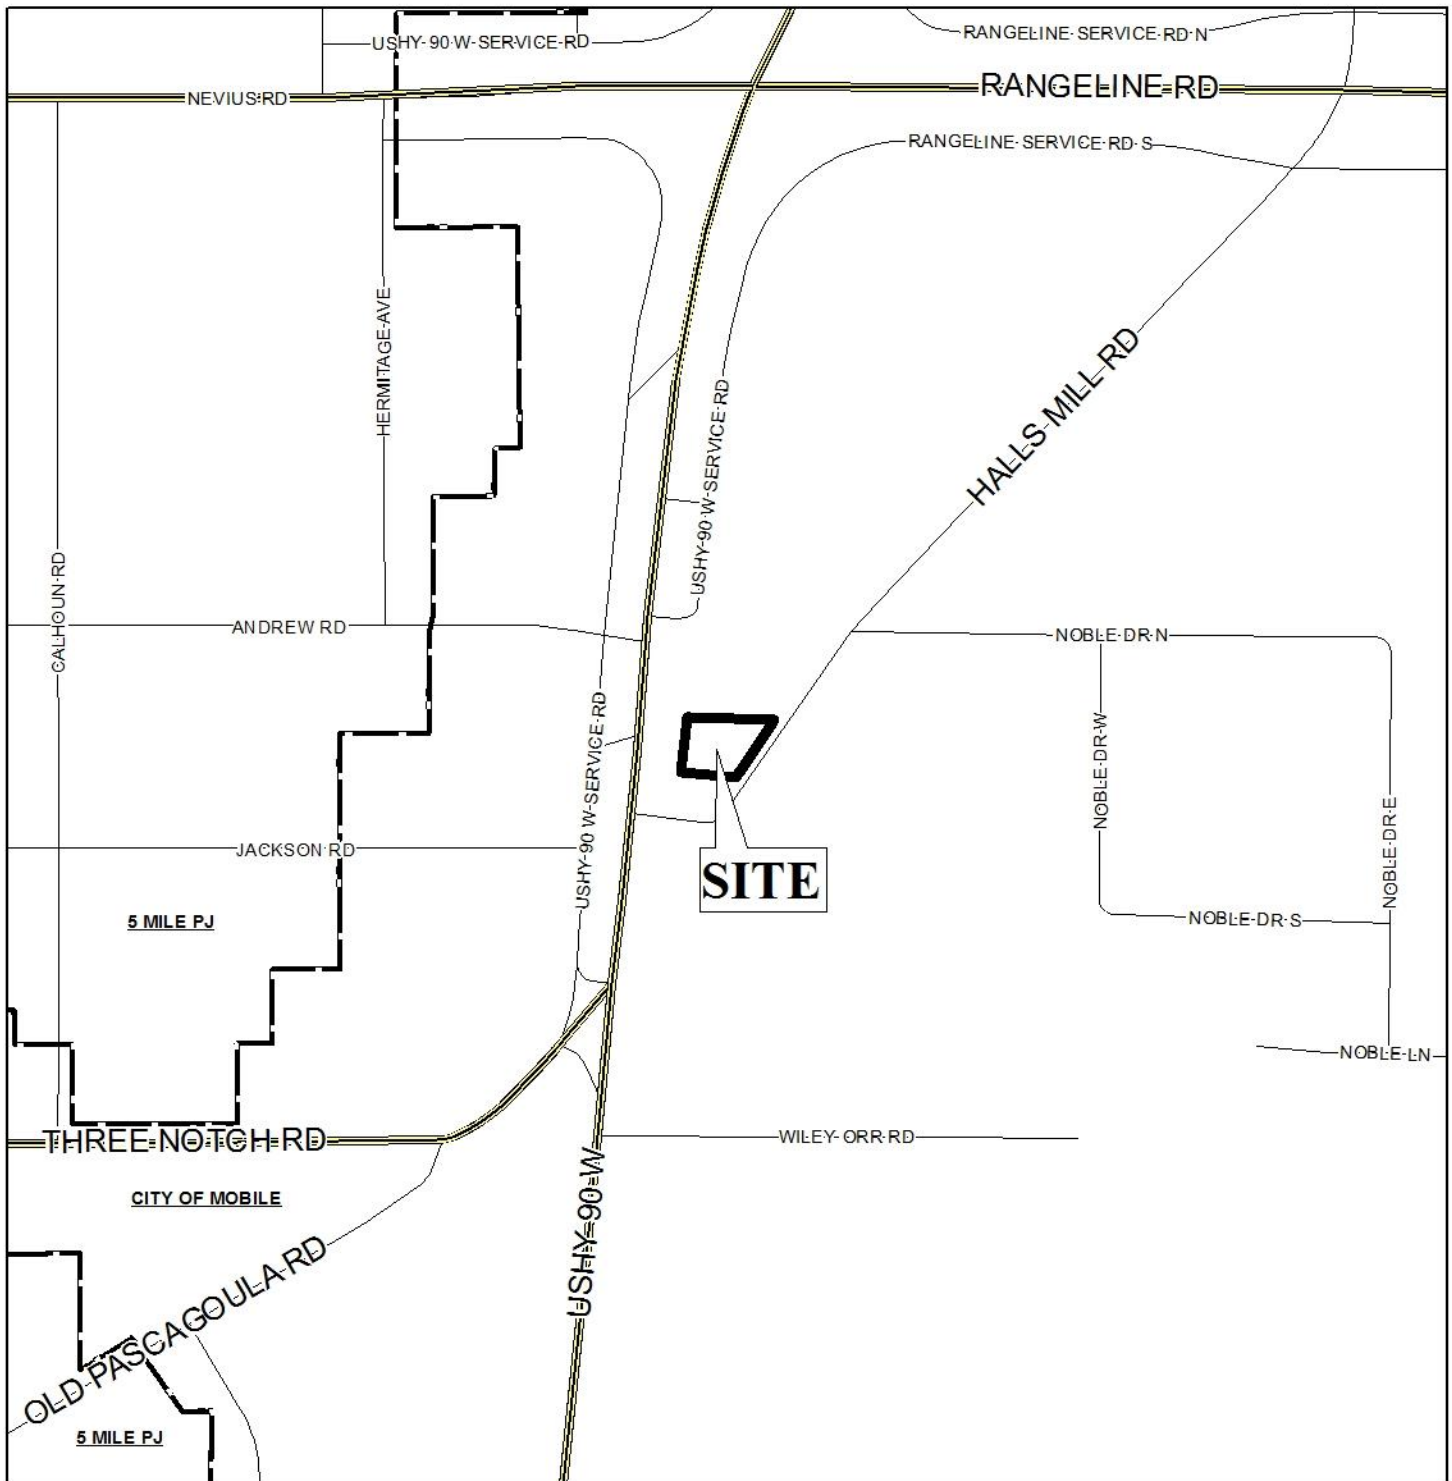 USHY 90 W SERVICE RD
RANGELINE SERVICE RD N
NEVIUS RD
RANGELINE RD
RANGELINE SERVICE RD S
HERMITAGE AVE
HALLS MILL RD
USHY 90 W SERVICE RD
CALHOUN RD
ANDREW RD
NOBLE DR N
USHY 90 W SERVICE RD
NOBLE DR W
NOBLE DR E
JACKSON RD
SITE
5 MILE PJ
NOBLE DR S
NOBLE LN
THREE NOTCH RD
WILEY ORR RD
CITY OF MOBILE
USHY 90 W
OLD PASCAGOULA RD
5 MILE PJ